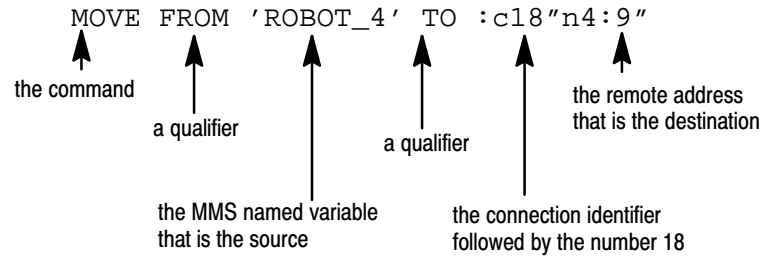 MOVE FROM 'ROBOT_4' TO :c18"n4:9"
the command
a qualifier
the MMS named variable
that is the source
a qualifier
the connection identifier
followed by the number 18
the remote address
that is the destination